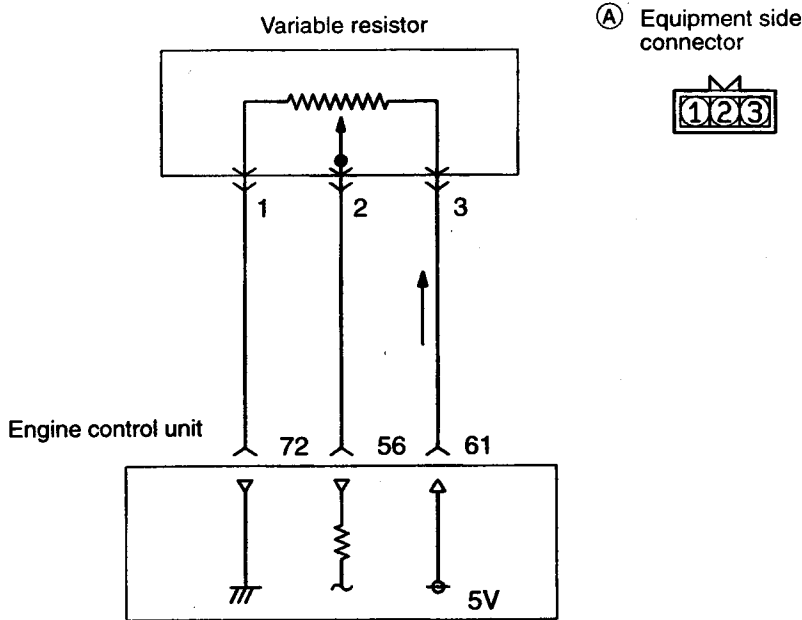 Variable resistor
Ⓐ Equipment side
connector
①②③
1 2 3
Engine control unit
72 56 61
5V